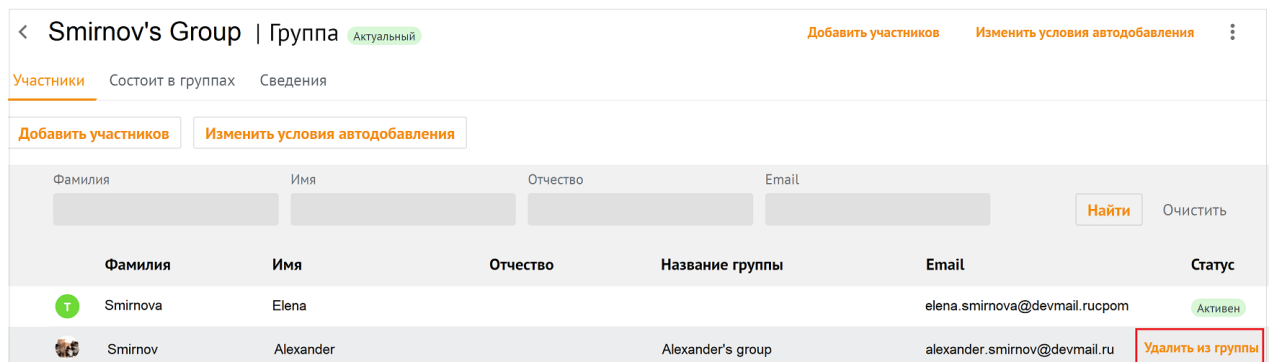 Smirnov's Group | Группа Актуальный Добавить участников Изменить условия автодобавления
Участники Состоит в группах Сведения
Добавить участников Изменить условия автодобавления
Фамилия Имя Отчество Email
Найти Очистить
Фамилия Имя Отчество Название группы Email Статус
T Smirnova Elena elena.smirnova@devmail.rucpom Активен
Smirnov Alexander Alexander's group alexander.smirnov@devmail.ru Удалить из группы